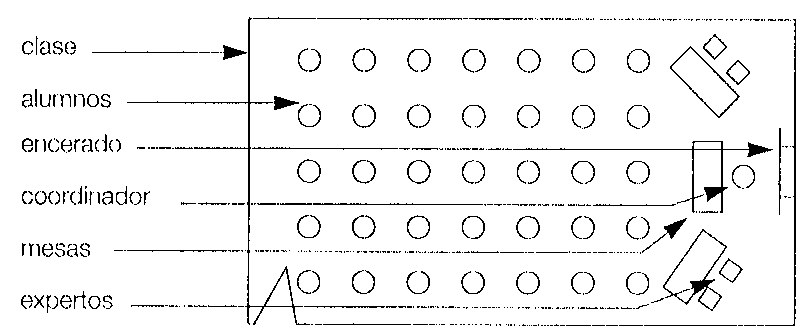 clase
alumnos
encerado
coordinador
mesas
expertos